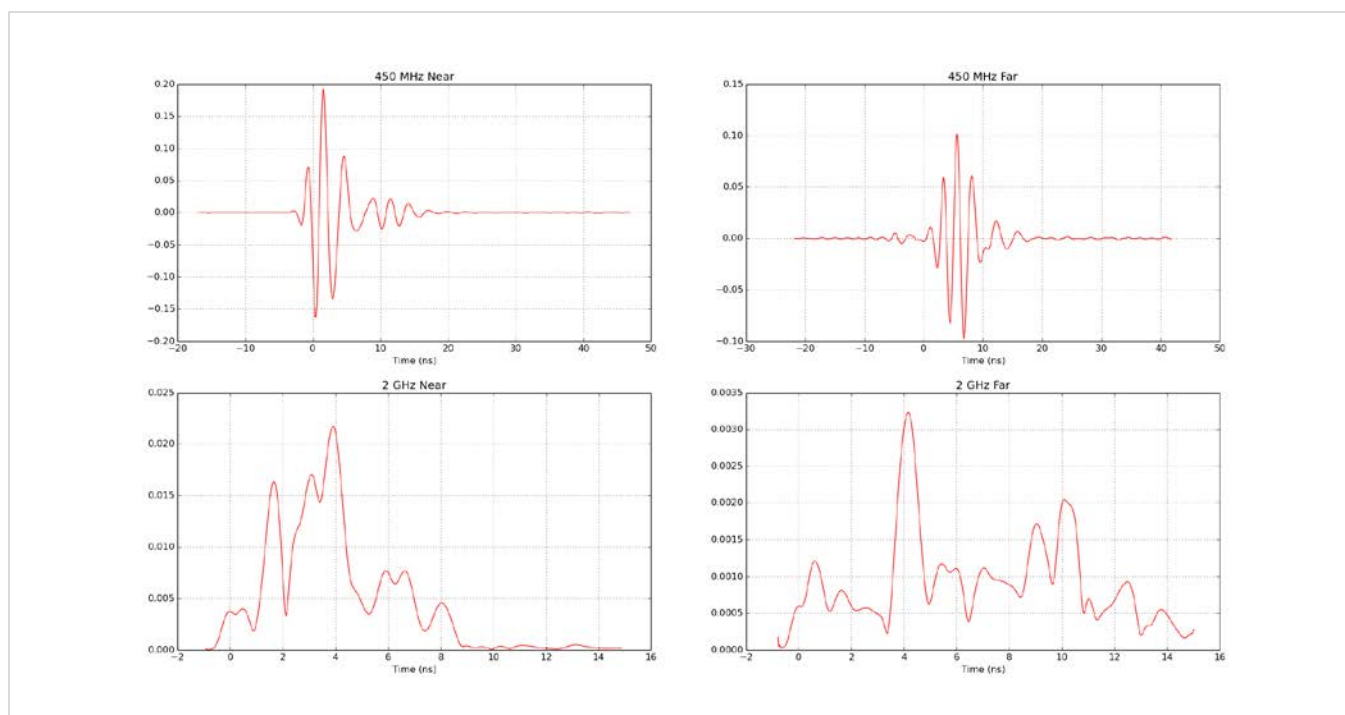 450 MHz Near
0.20
0.15
0.10
0.05
0.00
−0.05
−0.10
−0.15
−0.20
−20 −10 0 10 20 30 40 50
Time (ns)
450 MHz Far
0.15
0.10
0.05
0.00
−0.05
−0.10
−30 −20 −10 0 10 20 30 40 50
Time (ns)
2 GHz Near
0.025
0.020
0.015
0.010
0.005
0.000
−2 0 2 4 6 8 10 12 14 16
Time (ns)
2 GHz Far
0.0035
0.0030
0.0025
0.0020
0.0015
0.0010
0.0005
0.0000
−2 0 2 4 6 8 10 12 14 16
Time (ns)